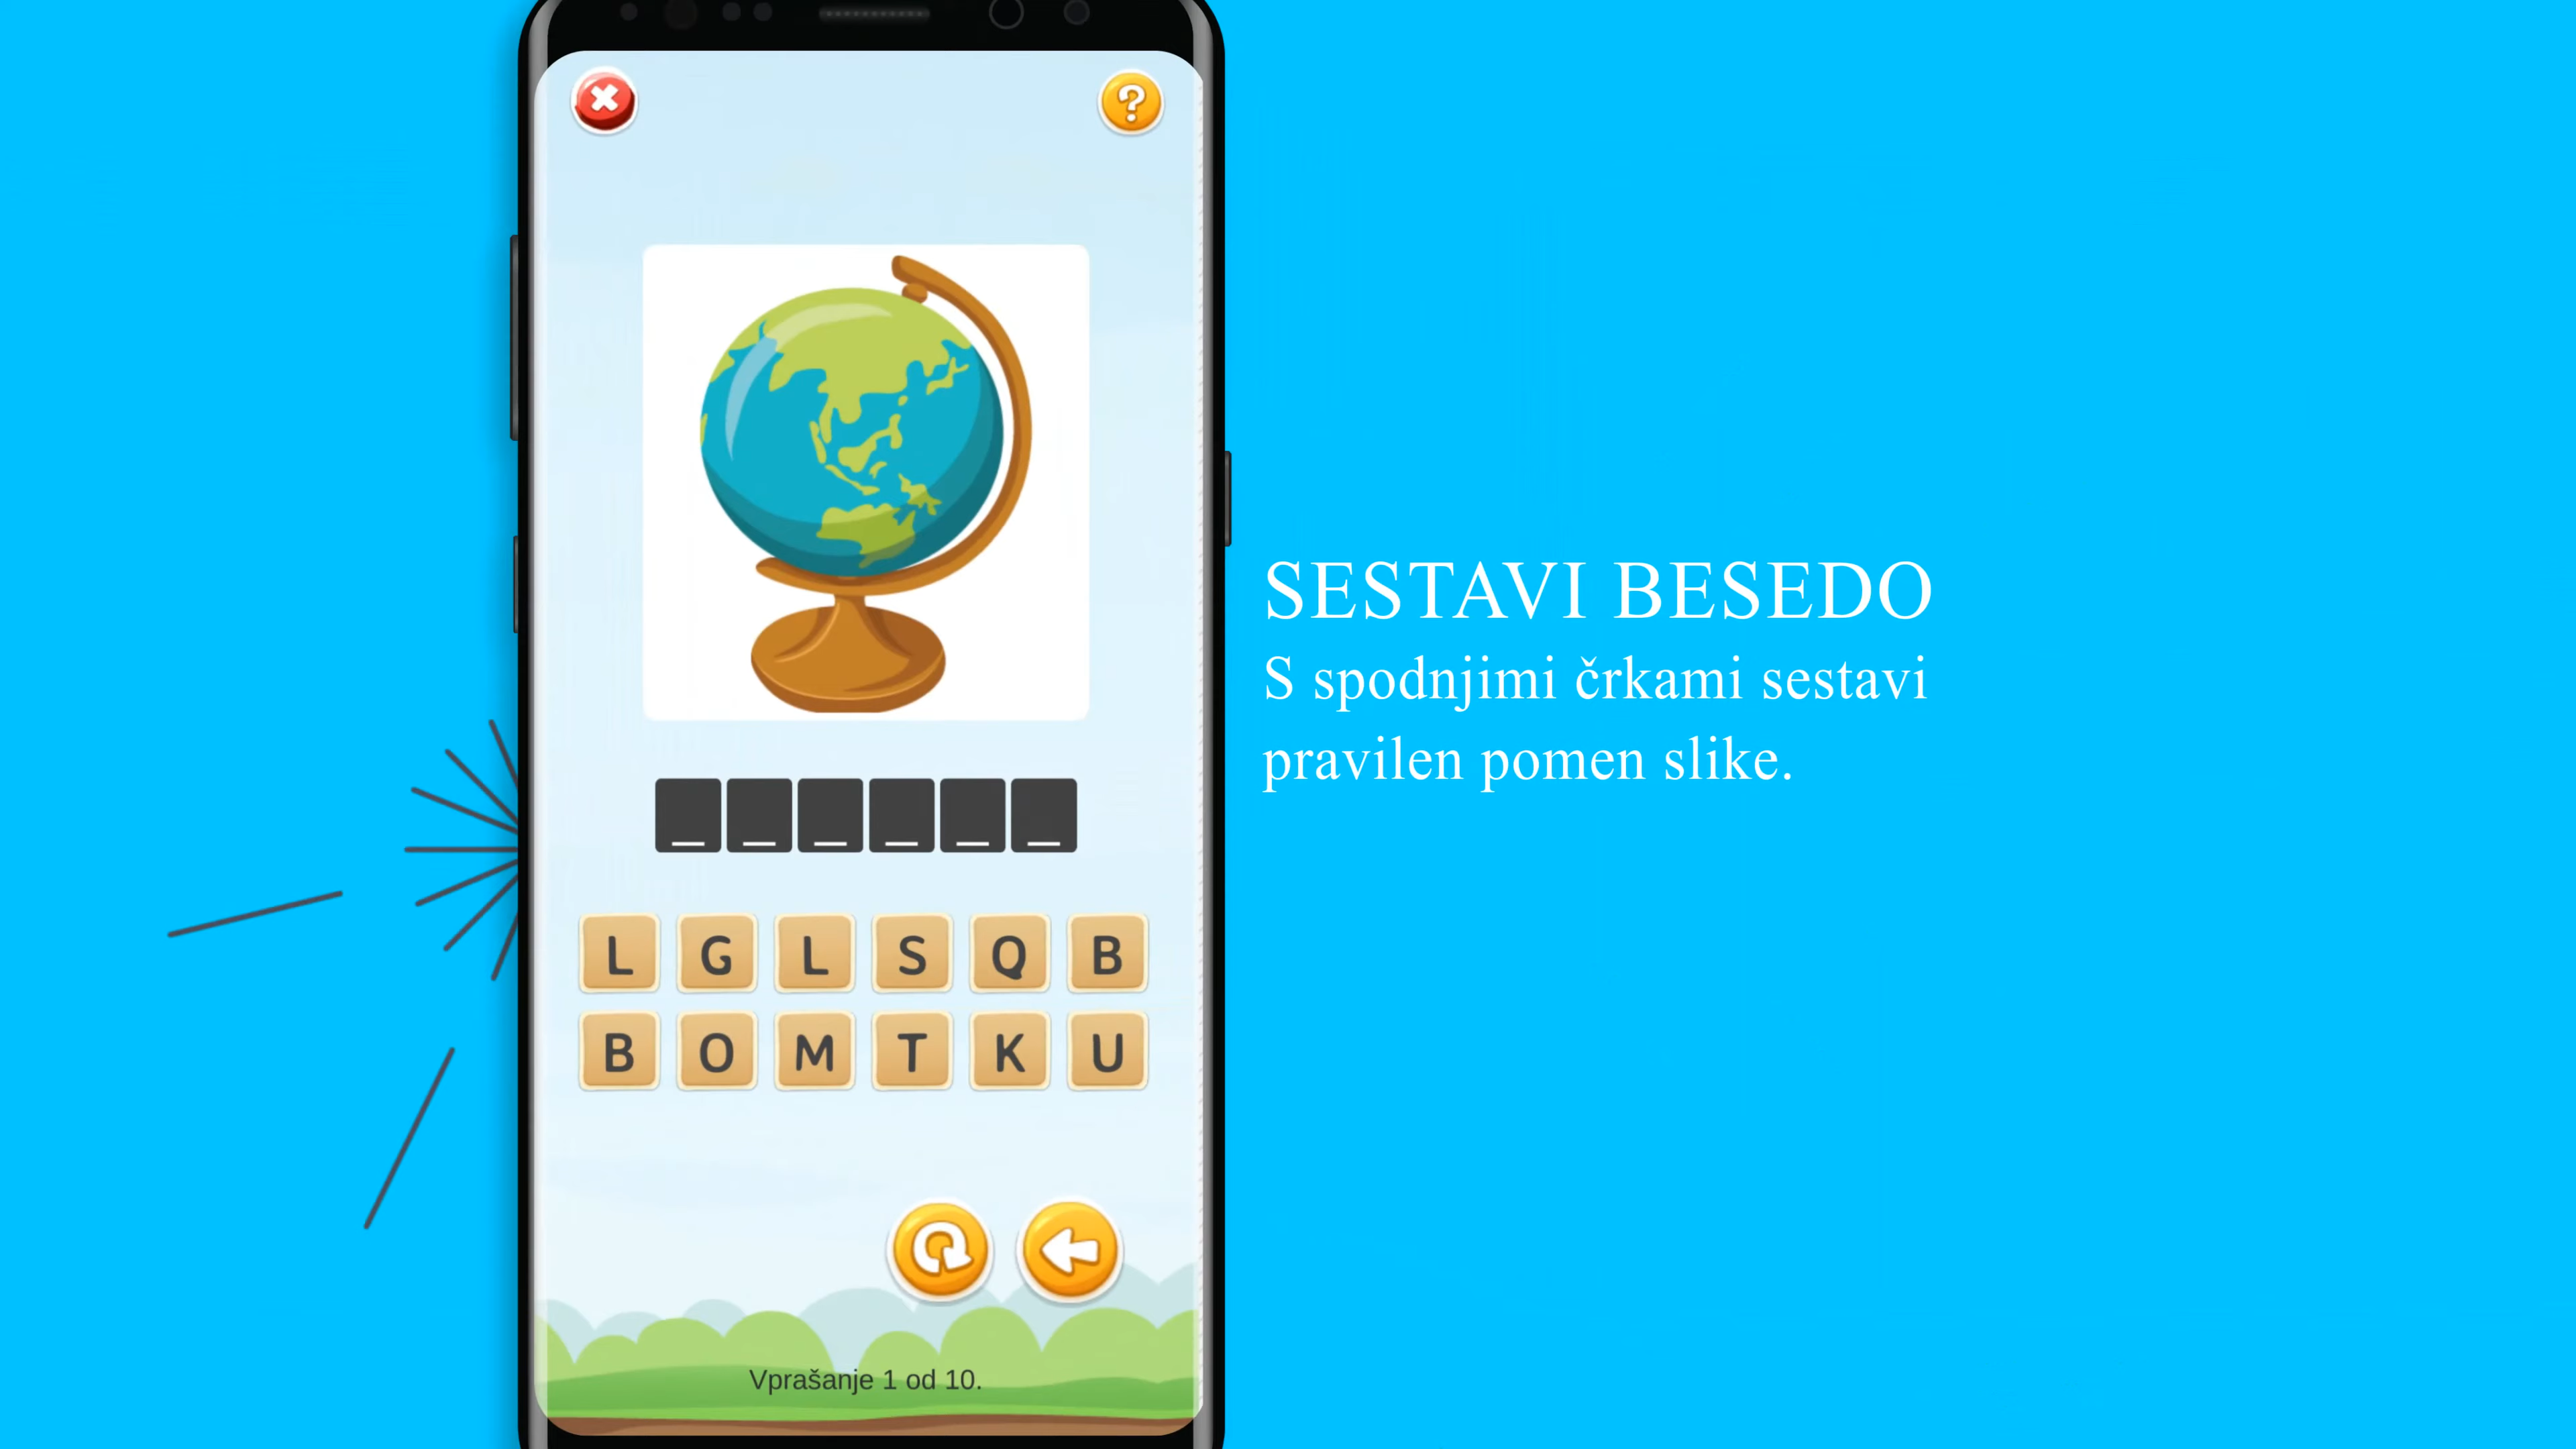 L G L S Q B
B O M T K U
Vprašanje 1 od 10.
SESTAVI BESEDO
S spodnjimi črkami sestavi
pravilen pomen slike.